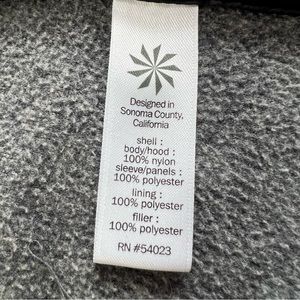 Designed in
Sonoma County,
California
shell :
body/hood :
100% nylon
sleeve/panels :
100% polyester
lining :
100% polyester
filler :
100% polyester
RN #54023